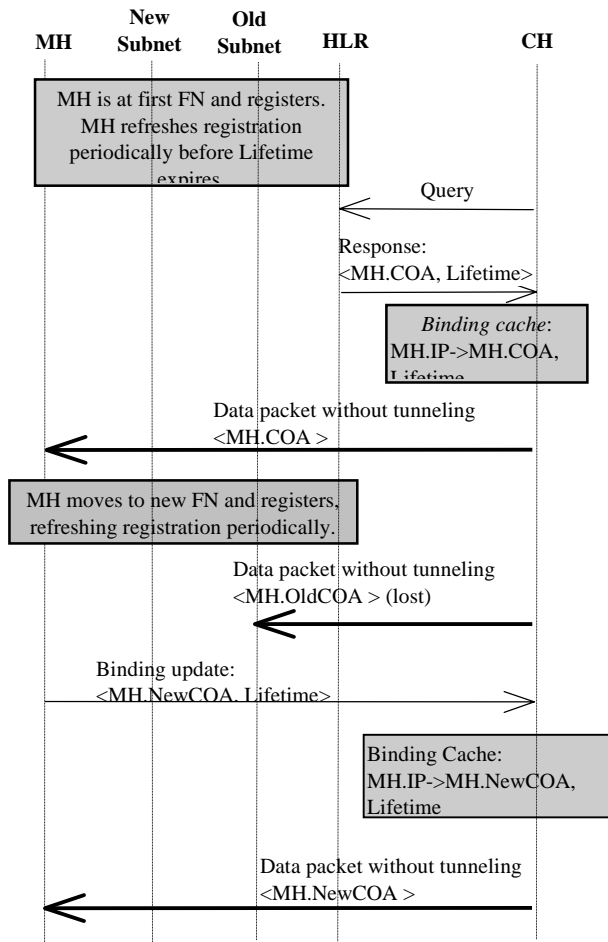 MH New Subnet Old Subnet HLR CH
MH is at first FN and registers.
MH refreshes registration
periodically before Lifetime
expires
Query
Response:
<MH.COA, Lifetime>
Binding cache:
MH.IP->MH.COA,
Lifetime
Data packet without tunneling
<MH.COA >
MH moves to new FN and registers,
refreshing registration periodically.
Data packet without tunneling
<MH.OldCOA > (lost)
Binding update:
<MH.NewCOA, Lifetime>
Binding Cache:
MH.IP->MH.NewCOA,
Lifetime
Data packet without tunneling
<MH.NewCOA >